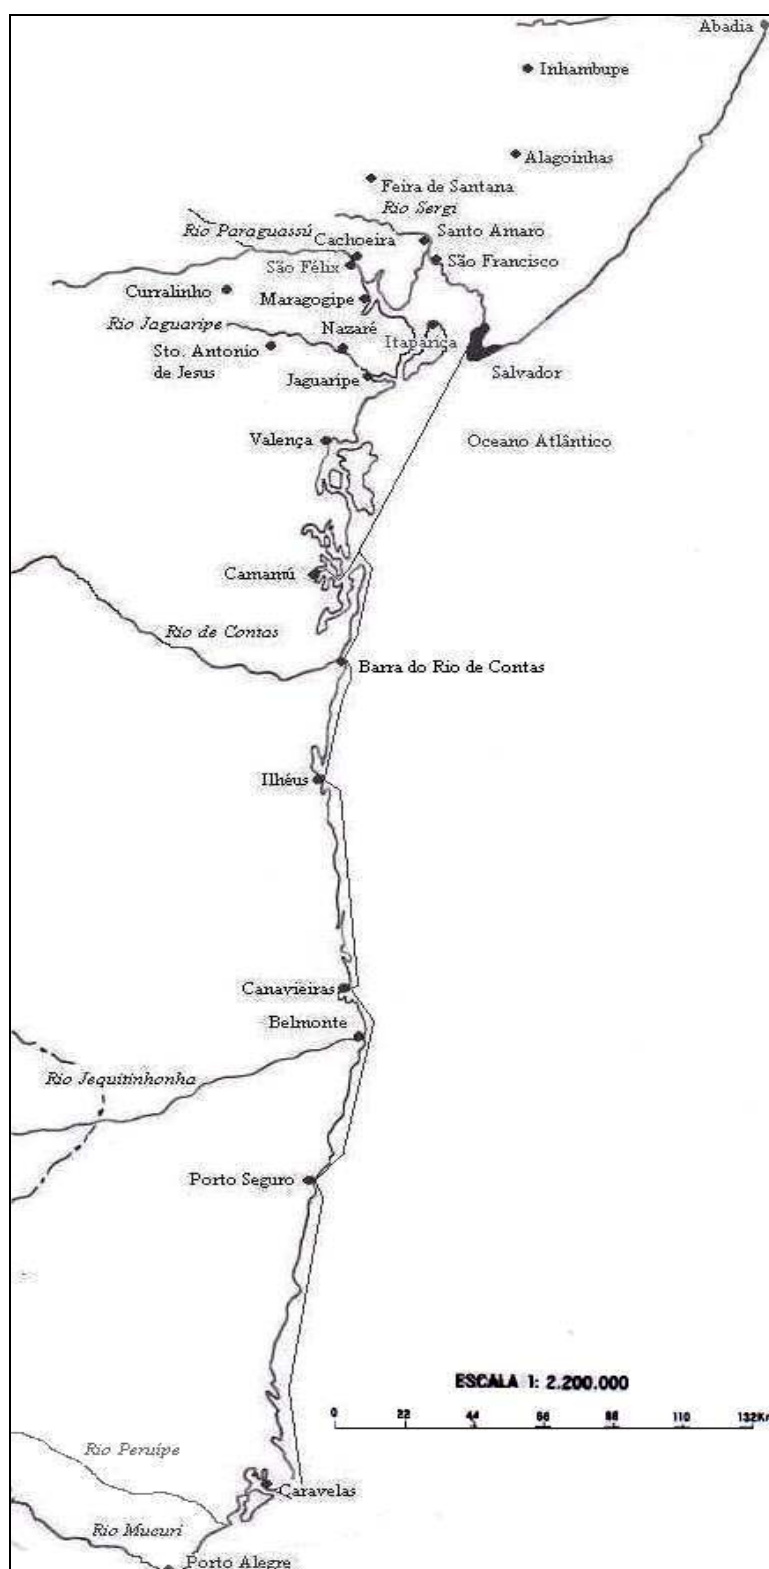 Abadia
Inhambupe
Alagoinhas
Feira de Santana
Rio Sergi
Rio Paraguassú
Santo Amaro
Cachoeira
São Félix
São Francisco
Curralinho
Maragogipe
Rio Jaguaripe
Nazaré
Itaparica
Sto. Antonio
de Jesus
Jaguaripe
Salvador
Valença
Oceano Atlântico
Camamú
Rio de Contas
Barra do Rio de Contas
Ilhéus
Canavieiras
Belmonte
Rio Jequitinhonha
Porto Seguro
ESCALA 1: 2.200.000
0 22 44 66 88 110 132Km
Rio Peruípe
Caravelas
Rio Mucuri
Porto Alegre